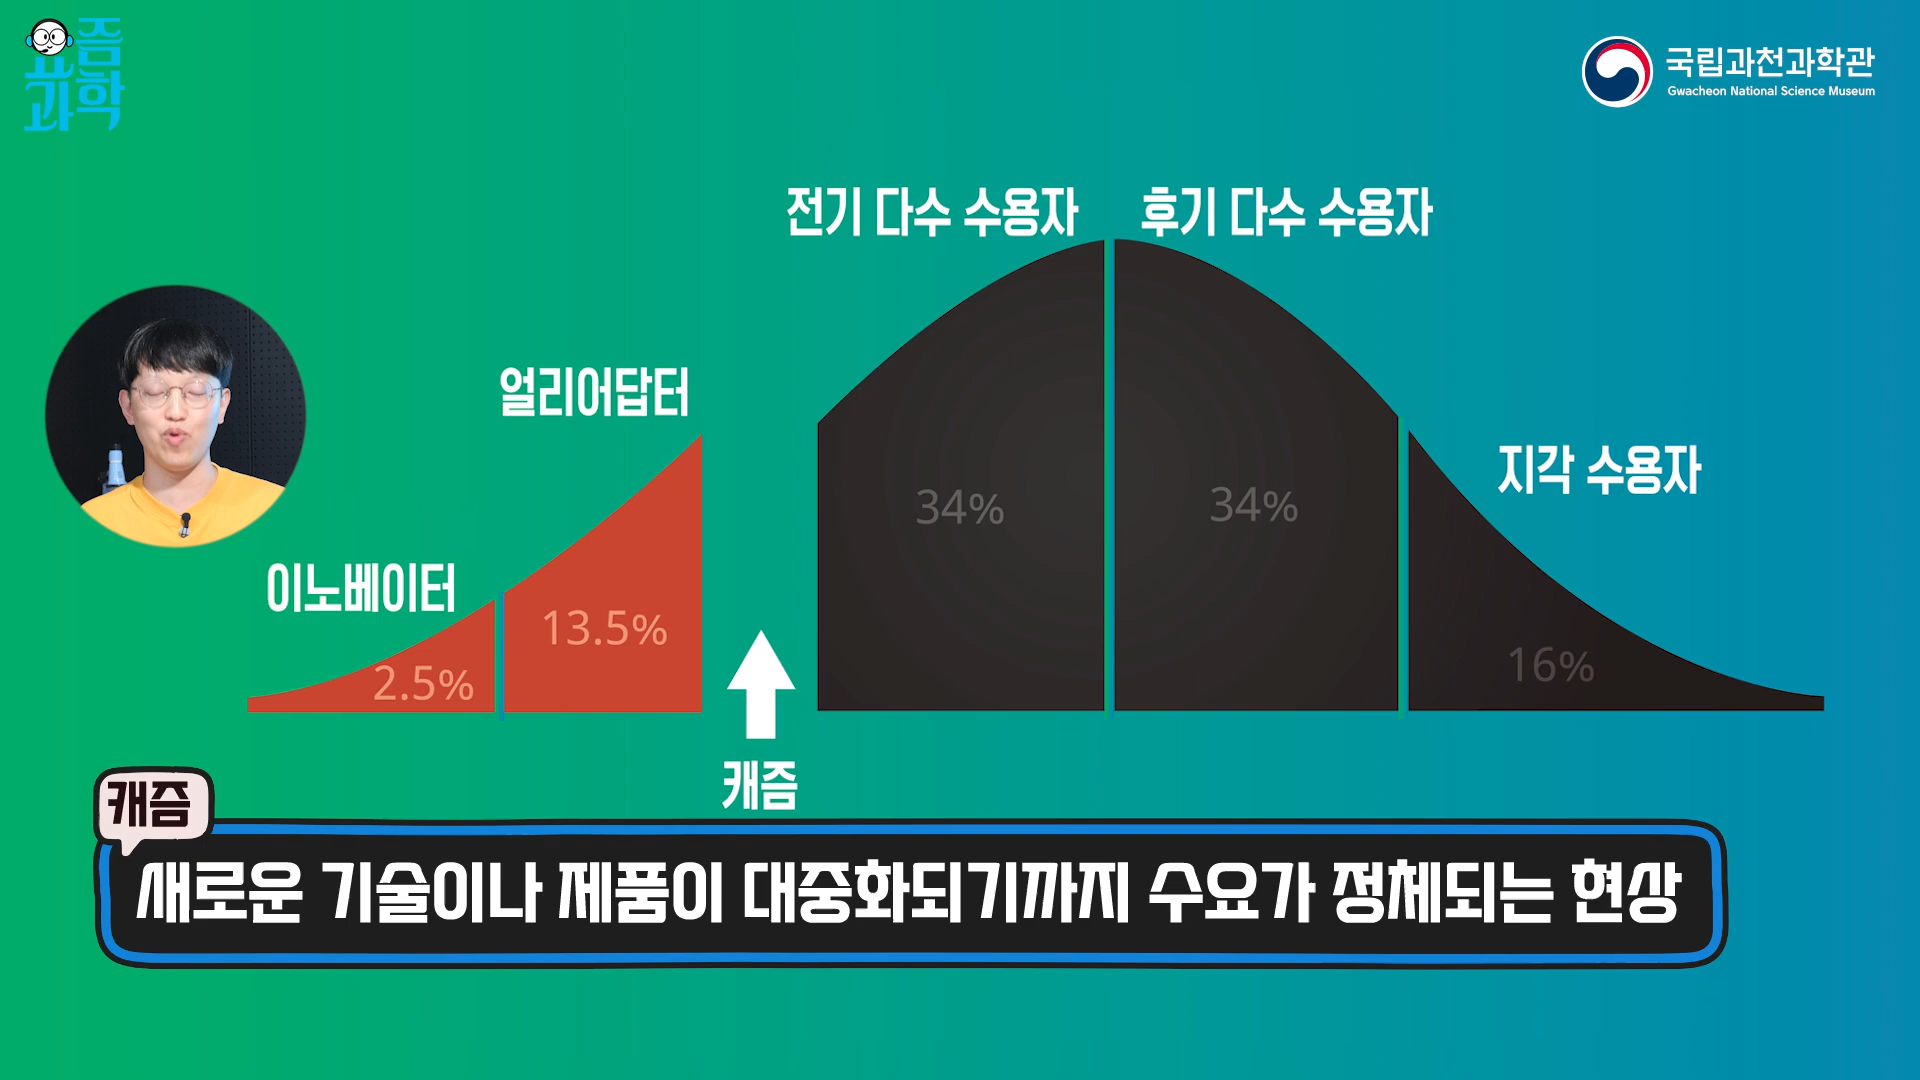 요즘
과학
국립과천과학관
Gwacheon National Science Museum
전기 다수 수용자
후기 다수 수용자
얼리어답터
지각 수용자
이노베이터
34%
34%
13.5%
2.5%
16%
캐즘
캐즘
새로운 기술이나 제품이 대중화되기까지 수요가 정체되는 현상